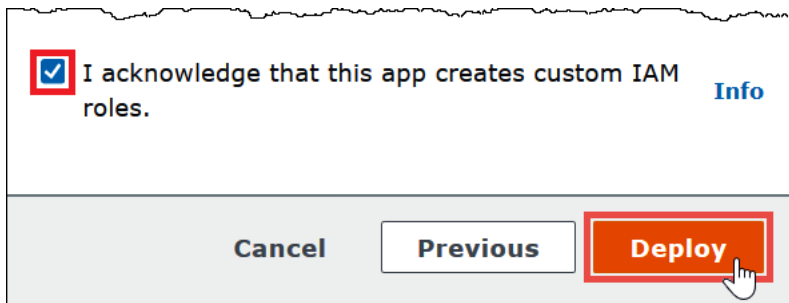 I acknowledge that this app creates custom IAM
roles.
Info
Cancel
Previous
Deploy